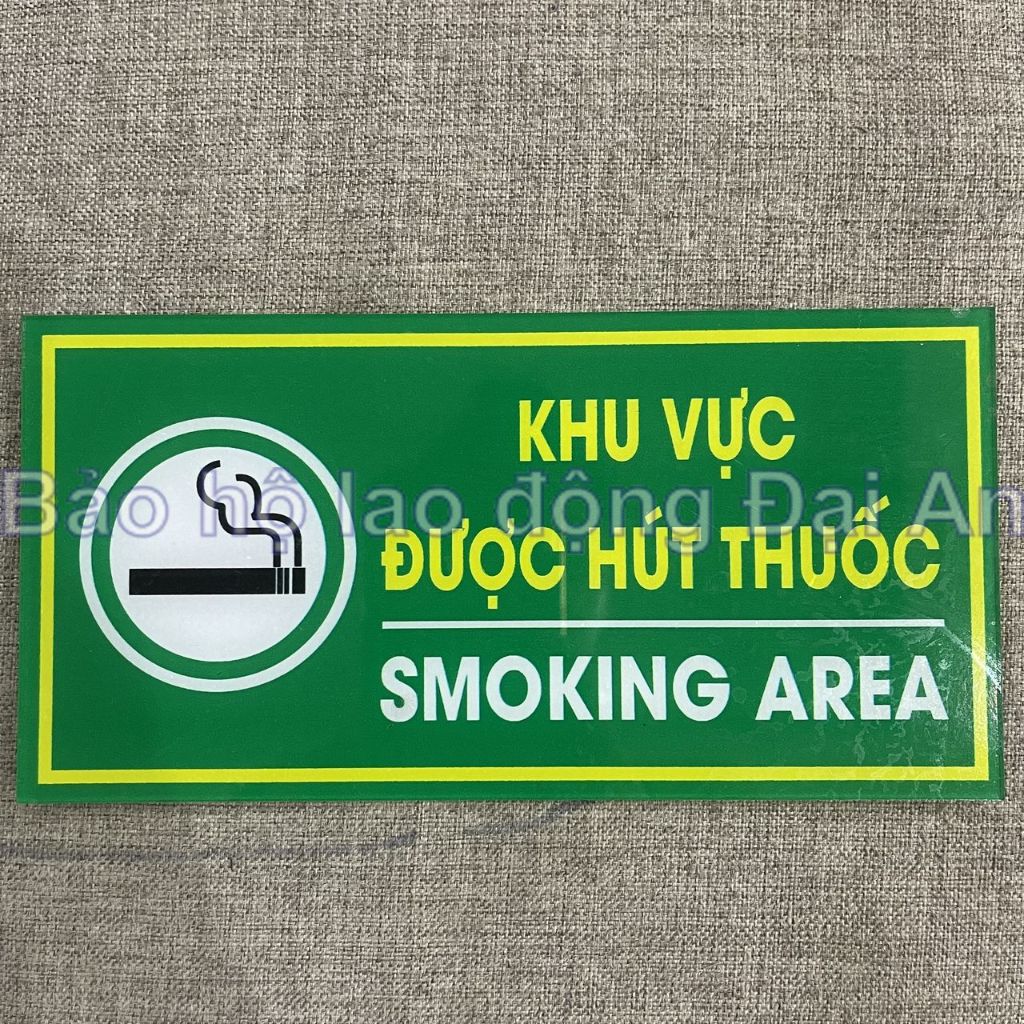 KHU VỰC
Bảo hộ lao động Đại An
ĐƯỢC HÚT THUỐC
SMOKING AREA